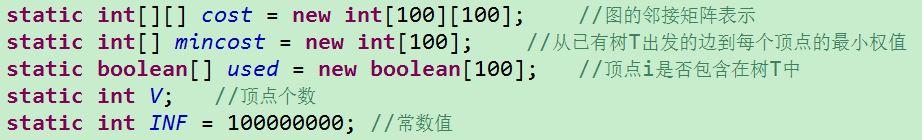 static int[][] cost = new int[100][100];    //图的邻接矩阵表示
static int[] mincost = new int[100];    //从已有树T出发的边到每个顶点的最小权值
static boolean[] used = new boolean[100];   //顶点i是否包含在树T中
static int V;   //顶点个数
static int INF = 100000000; //常数值